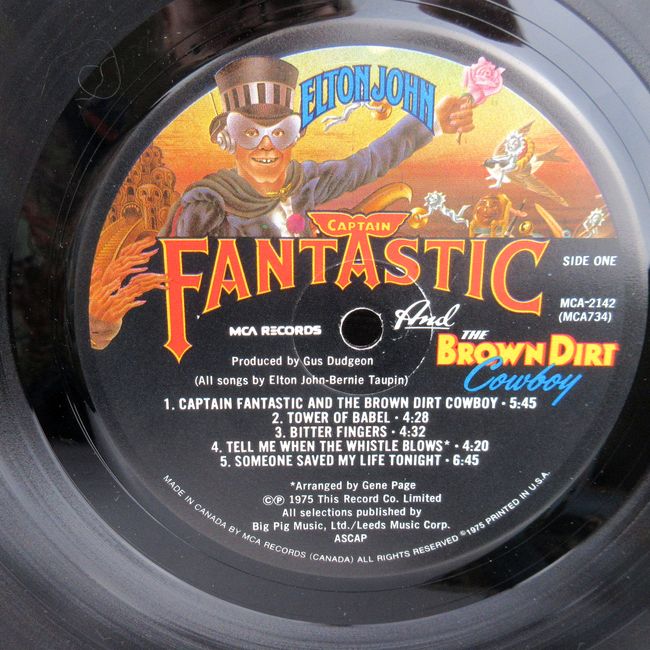 ELTON JOHN
CAPTAIN
FANTASTIC
SIDE ONE
MCA-2142
(MCA734)
MCA RECORDS
And
THE
BROWN DIRT
Cowboy
Produced by Gus Dudgeon
(All songs by Elton John-Bernie Taupin)
1. CAPTAIN FANTASTIC AND THE BROWN DIRT COWBOY • 5:45
2. TOWER OF BABEL • 4:28
3. BITTER FINGERS • 4:32
4. TELL ME WHEN THE WHISTLE BLOWS* • 4:20
5. SOMEONE SAVED MY LIFE TONIGHT • 6:45
*Arranged by Gene Page
©℗ 1975 This Record Co. Limited
All selections published by
Big Pig Music, Ltd./Leeds Music Corp.
ASCAP
MADE IN CANADA BY MCA RECORDS (CANADA) ALL RIGHTS RESERVED ©1975 PRINTED IN U.S.A.